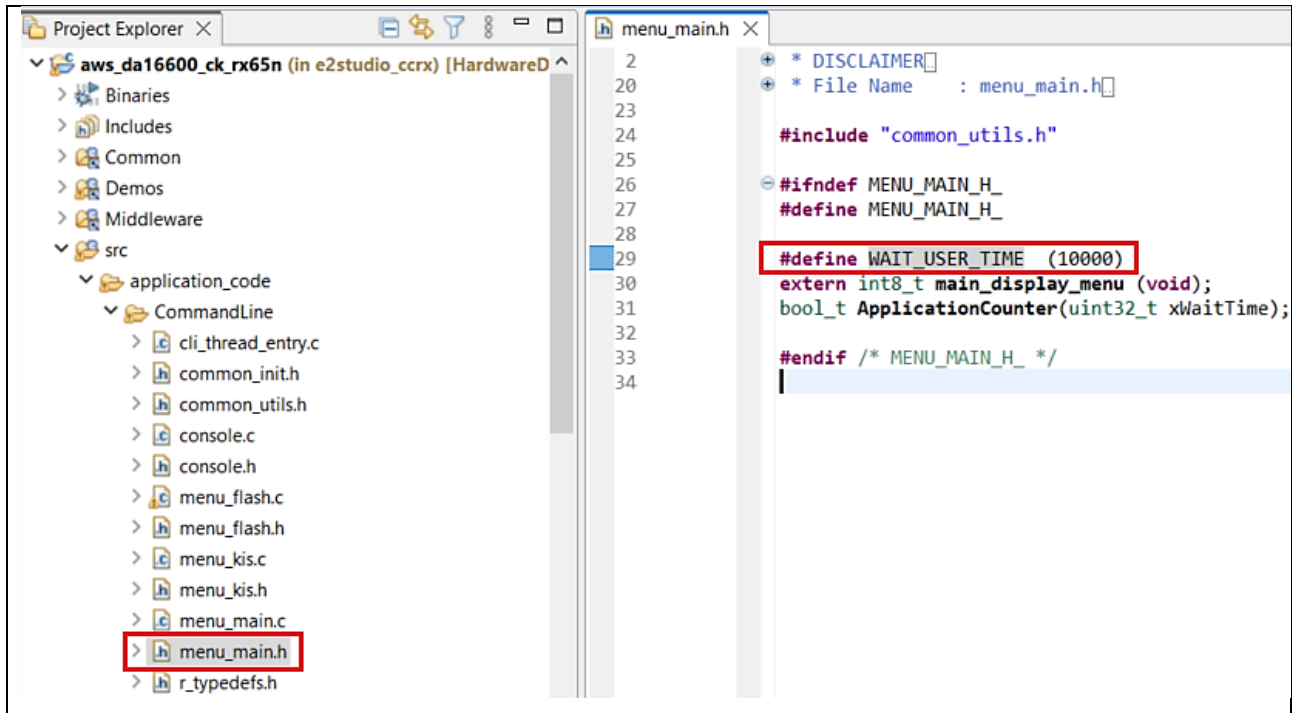 Project Explorer
aws_da16600_ck_rx65n (in e2studio_ccrx) [HardwareD
Binaries
Includes
Common
Demos
Middleware
src
application_code
CommandLine
cli_thread_entry.c
common_init.h
common_utils.h
console.c
console.h
menu_flash.c
menu_flash.h
menu_kis.c
menu_kis.h
menu_main.c
menu_main.h
r_typedefs.h
menu_main.h
2 * DISCLAIMER
20 * File Name : menu_main.h
23
24 #include "common_utils.h"
25
26 #ifndef MENU_MAIN_H_
27 #define MENU_MAIN_H_
28
29 #define WAIT_USER_TIME (10000)
30 extern int8_t main_display_menu (void);
31 bool_t ApplicationCounter(uint32_t xWaitTime);
32
33 #endif /* MENU_MAIN_H_ */
34